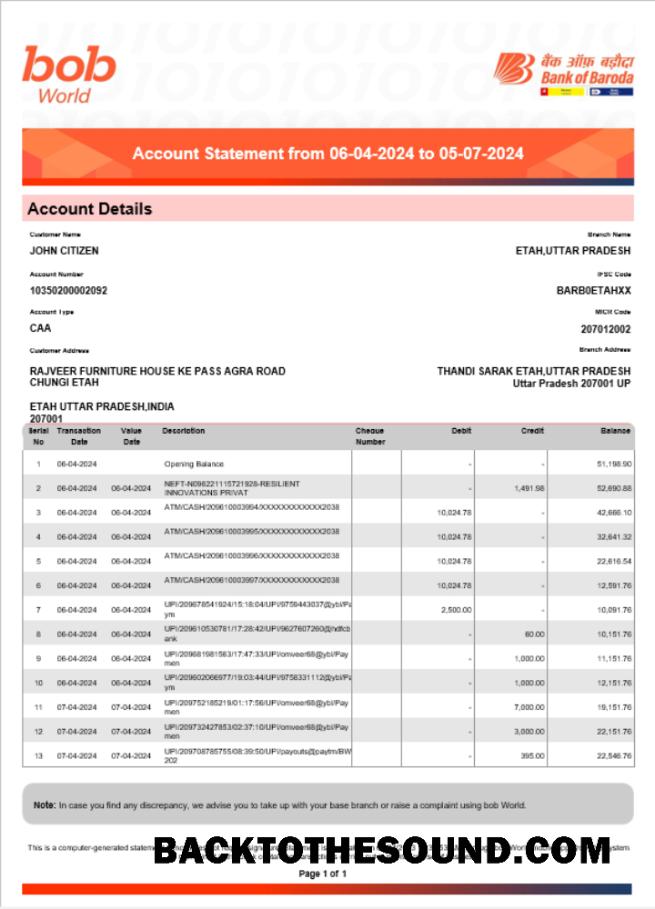 bob
World
बैंक ऑफ़ बड़ौदा
Bank of Baroda
Account Statement from 06-04-2024 to 05-07-2024
Account Details
Customer Name Branch Name
JOHN CITIZEN ETAH,UTTAR PRADESH
Account Number IFSC Code
10350200002092 BARB0ETAHXX
Account Type MICR Code
CAA 207012002
Customer Address Branch Address
RAJVEER FURNITURE HOUSE KE PASS AGRA ROAD THANDI SARAK ETAH,UTTAR PRADESH
CHUNGI ETAH Uttar Pradesh 207001 UP
ETAH UTTAR PRADESH,INDIA
207001
Serial Transaction Value Description Cheque Debit Credit Balance
No Date Date Number
1 06-04-2024 Opening Balance - - 51,198.90
2 06-04-2024 06-04-2024 NEFT-N096221115721928-RESILIENT - 1,491.98 52,690.88
INNOVATIONS PRIVAT
3 06-04-2024 06-04-2024 ATM/CASH/209610003994/XXXXXXXXXXXX2038 10,024.78 - 42,666.10
4 06-04-2024 06-04-2024 ATM/CASH/209610003995/XXXXXXXXXXXX2038 10,024.78 - 32,641.32
5 06-04-2024 06-04-2024 ATM/CASH/209610003996/XXXXXXXXXXXX2038 10,024.78 - 22,616.54
6 06-04-2024 06-04-2024 ATM/CASH/209610003997/XXXXXXXXXXXX2038 10,024.78 - 12,591.76
7 06-04-2024 06-04-2024 UPI/209678541924/15:18:04/UPI/9759443037@ybl/Pa 2,500.00 - 10,091.76
ym
8 06-04-2024 06-04-2024 UPI/209610530781/17:28:42/UPI/9627607260@hdfcb - 60.00 10,151.76
ank
9 06-04-2024 06-04-2024 UPI/209681981563/17:47:33/UPI/omveer68@ybl/Pay - 1,000.00 11,151.76
men
10 06-04-2024 06-04-2024 UPI/209602066977/19:03:44/UPI/9756331112@ybl/Pa - 1,000.00 12,151.76
ym
11 07-04-2024 07-04-2024 UPI/209752185219/01:17:56/UPI/omveer68@ybl/Pay - 7,000.00 19,151.76
men
12 07-04-2024 07-04-2024 UPI/209732427853/02:37:10/UPI/omveer68@ybl/Pay - 3,000.00 22,151.76
men
13 07-04-2024 07-04-2024 UPI/209708785755/08:39:50/UPI/payouts@paytm/BW - 395.00 22,546.76
202
Note: In case you find any discrepancy, we advise you to take up with your base branch or raise a complaint using bob World.
This is a computer-generated
BACKTOTHESOUND.COM
Page 1 of 1